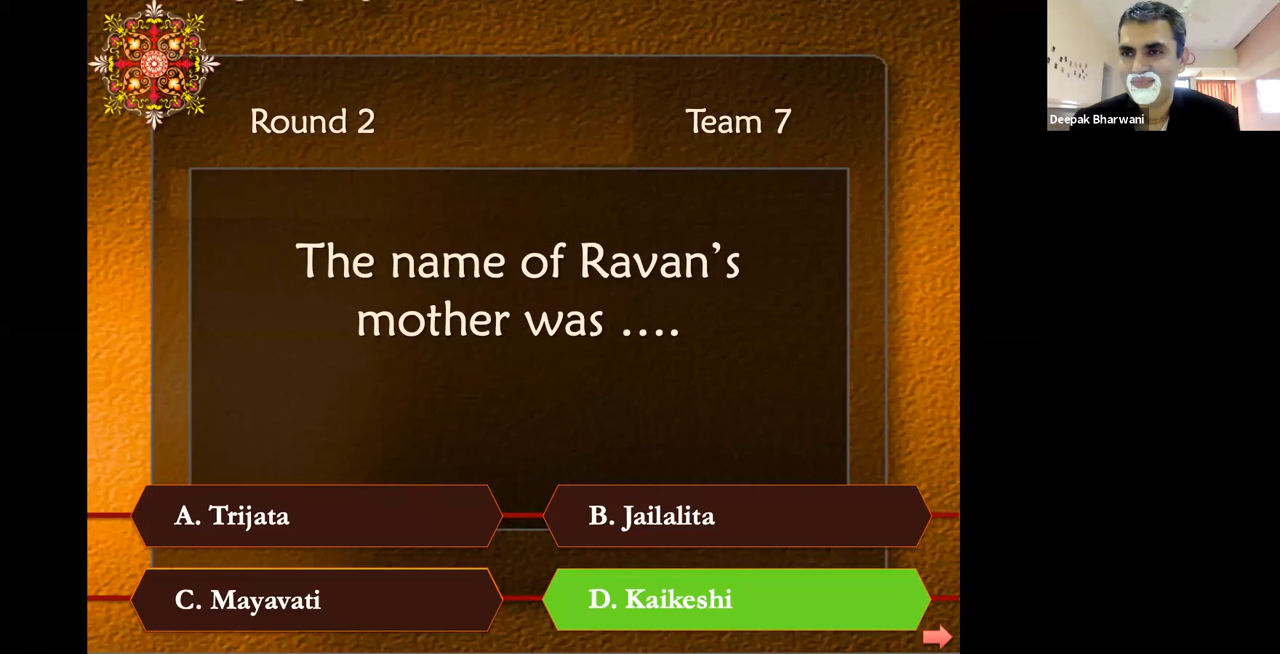 Round 2
Team 7
The name of Ravan's
mother was ....
A. Trijata
B. Jailalita
C. Mayavati
D. Kaikeshi
Deepak Bharwani